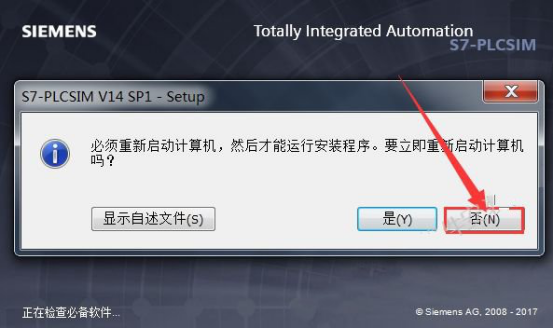 SIEMENS
Totally Integrated Automation
S7-PLCSIM
S7-PLCSIM V14 SP1 - Setup
必须重新启动计算机，然后才能运行安装程序。要立即重新启动计算机
吗？
显示自述文件(S)
是(Y)
否(N)
正在检查必备软件...
© Siemens AG, 2008 - 2017